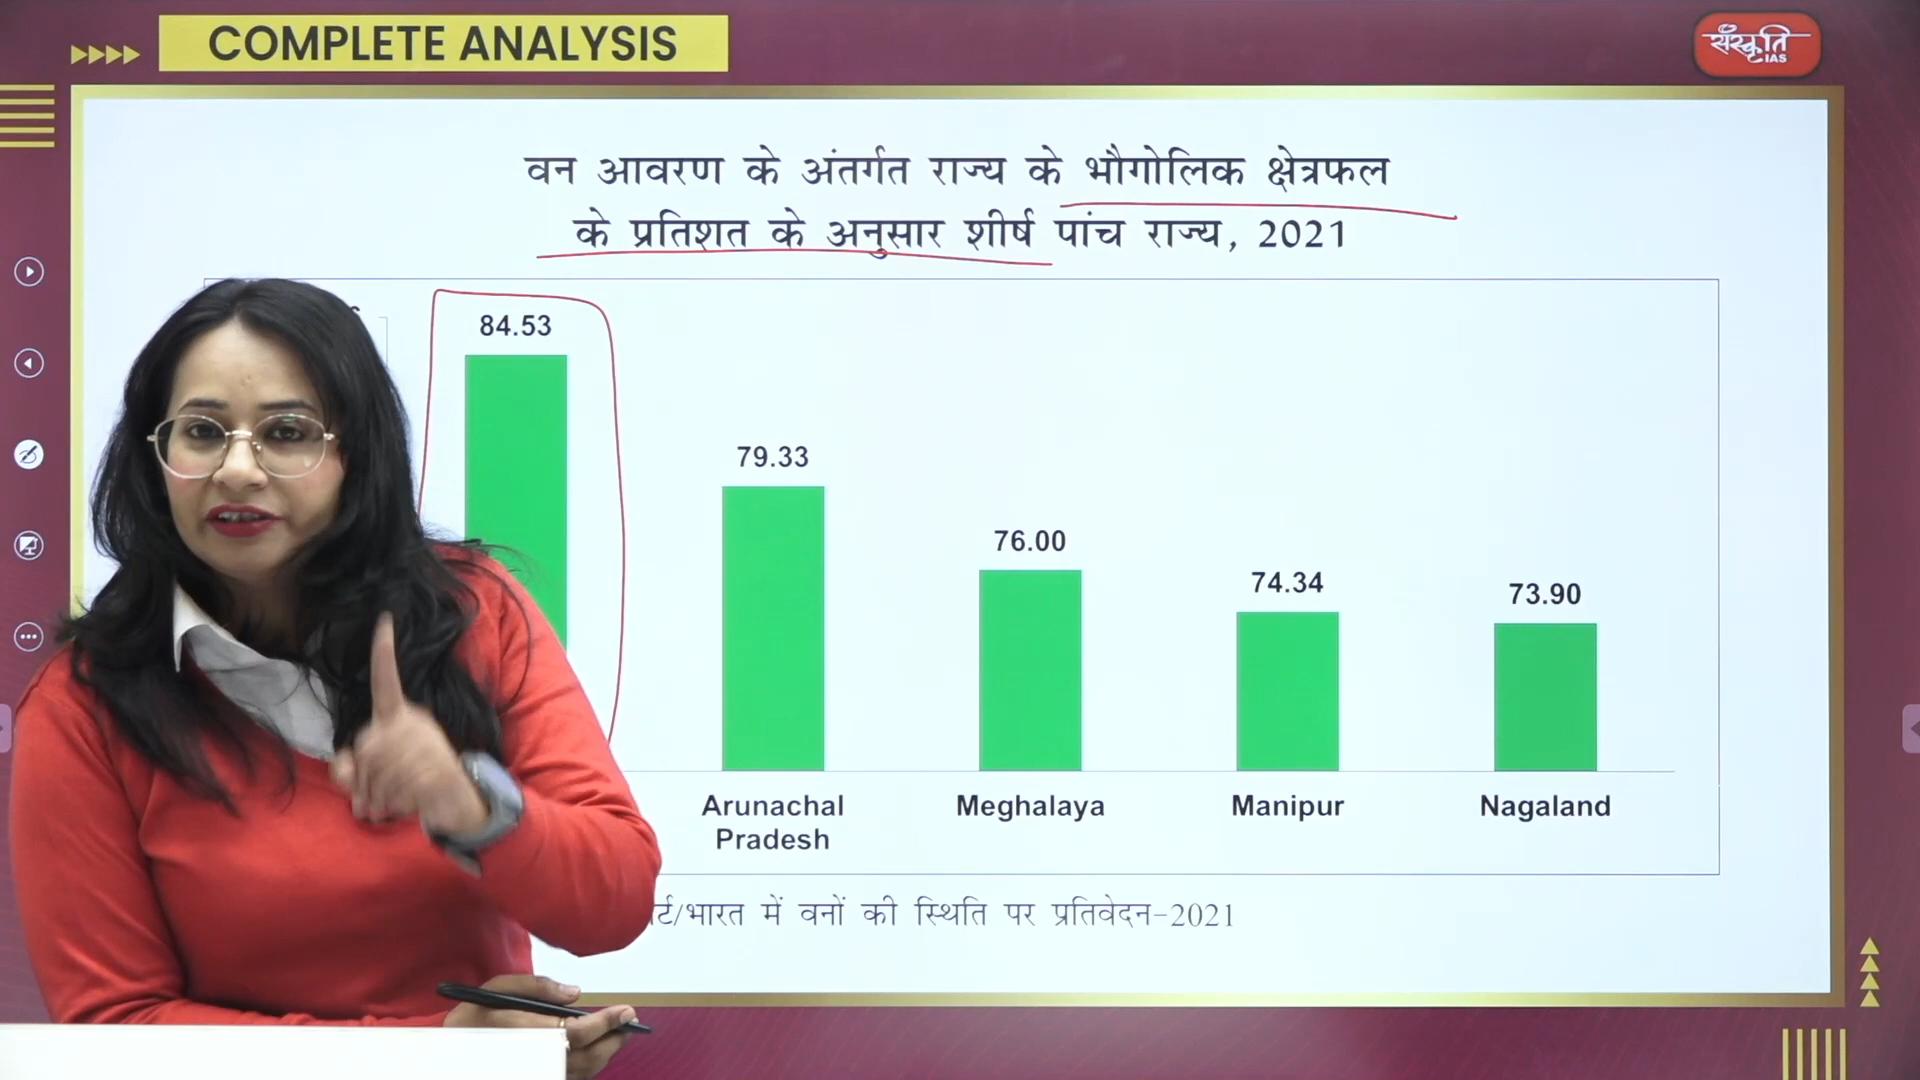 COMPLETE ANALYSIS
संस्कृति
IAS
वन आवरण के अंतर्गत राज्य के भौगोलिक क्षेत्रफल
के प्रतिशत के अनुसार शीर्ष पांच राज्य, 2021
84.53
79.33
76.00
74.34
73.90
Arunachal
Pradesh
Meghalaya
Manipur
Nagaland
/भारत में वनों की स्थिति पर प्रतिवेदन-2021